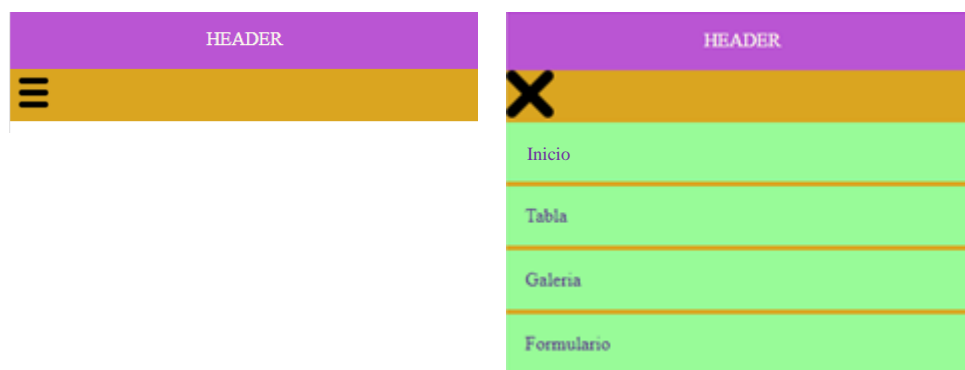 HEADER
HEADER
Inicio
Tabla
Galeria
Formulario